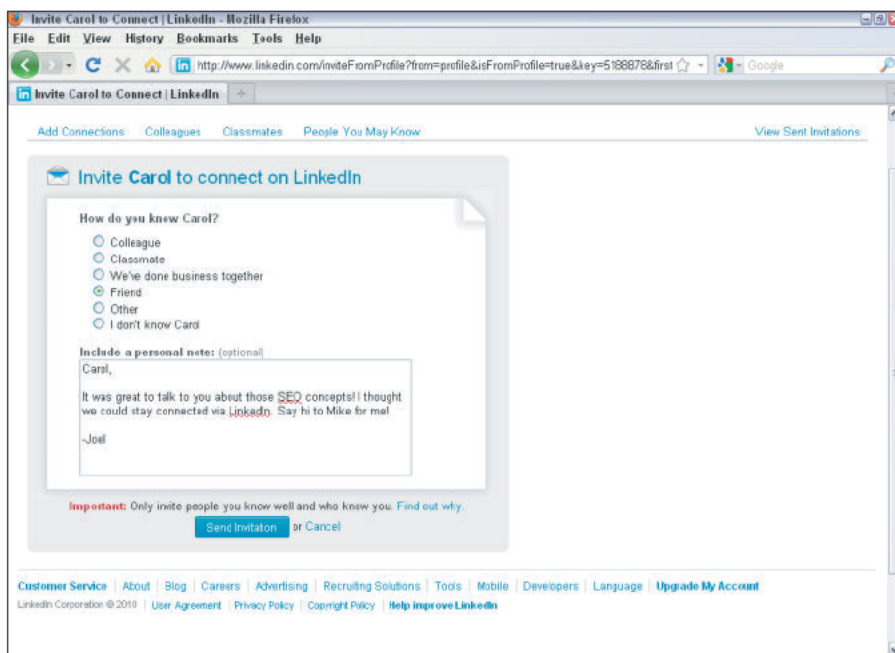 Invite Carol to Connect | LinkedIn - Mozilla Firefox
File Edit View History Bookmarks Tools Help
http://www.linkedin.com/inviteFromProfile?from=profile&isFromProfile=true&key=5188878&first Google
Invite Carol to Connect | LinkedIn
Add Connections Colleagues Classmates People You May Know View Sent Invitations
Invite Carol to connect on LinkedIn
How do you know Carol?
Colleague
Classmate
We've done business together
Friend
Other
I don't know Carol
Include a personal note: (optional)
Carol,
It was great to talk to you about those SEO concepts! I thought
we could stay connected via LinkedIn. Say hi to Mike for me!
-Joel
Important: Only invite people you know well and who know you. Find out why.
Send Invitation or Cancel
Customer Service | About | Blog | Careers | Advertising | Recruiting Solutions | Tools | Mobile | Developers | Language | Upgrade My Account
LinkedIn Corporation © 2010 | User Agreement | Privacy Policy | Copyright Policy | Help improve LinkedIn